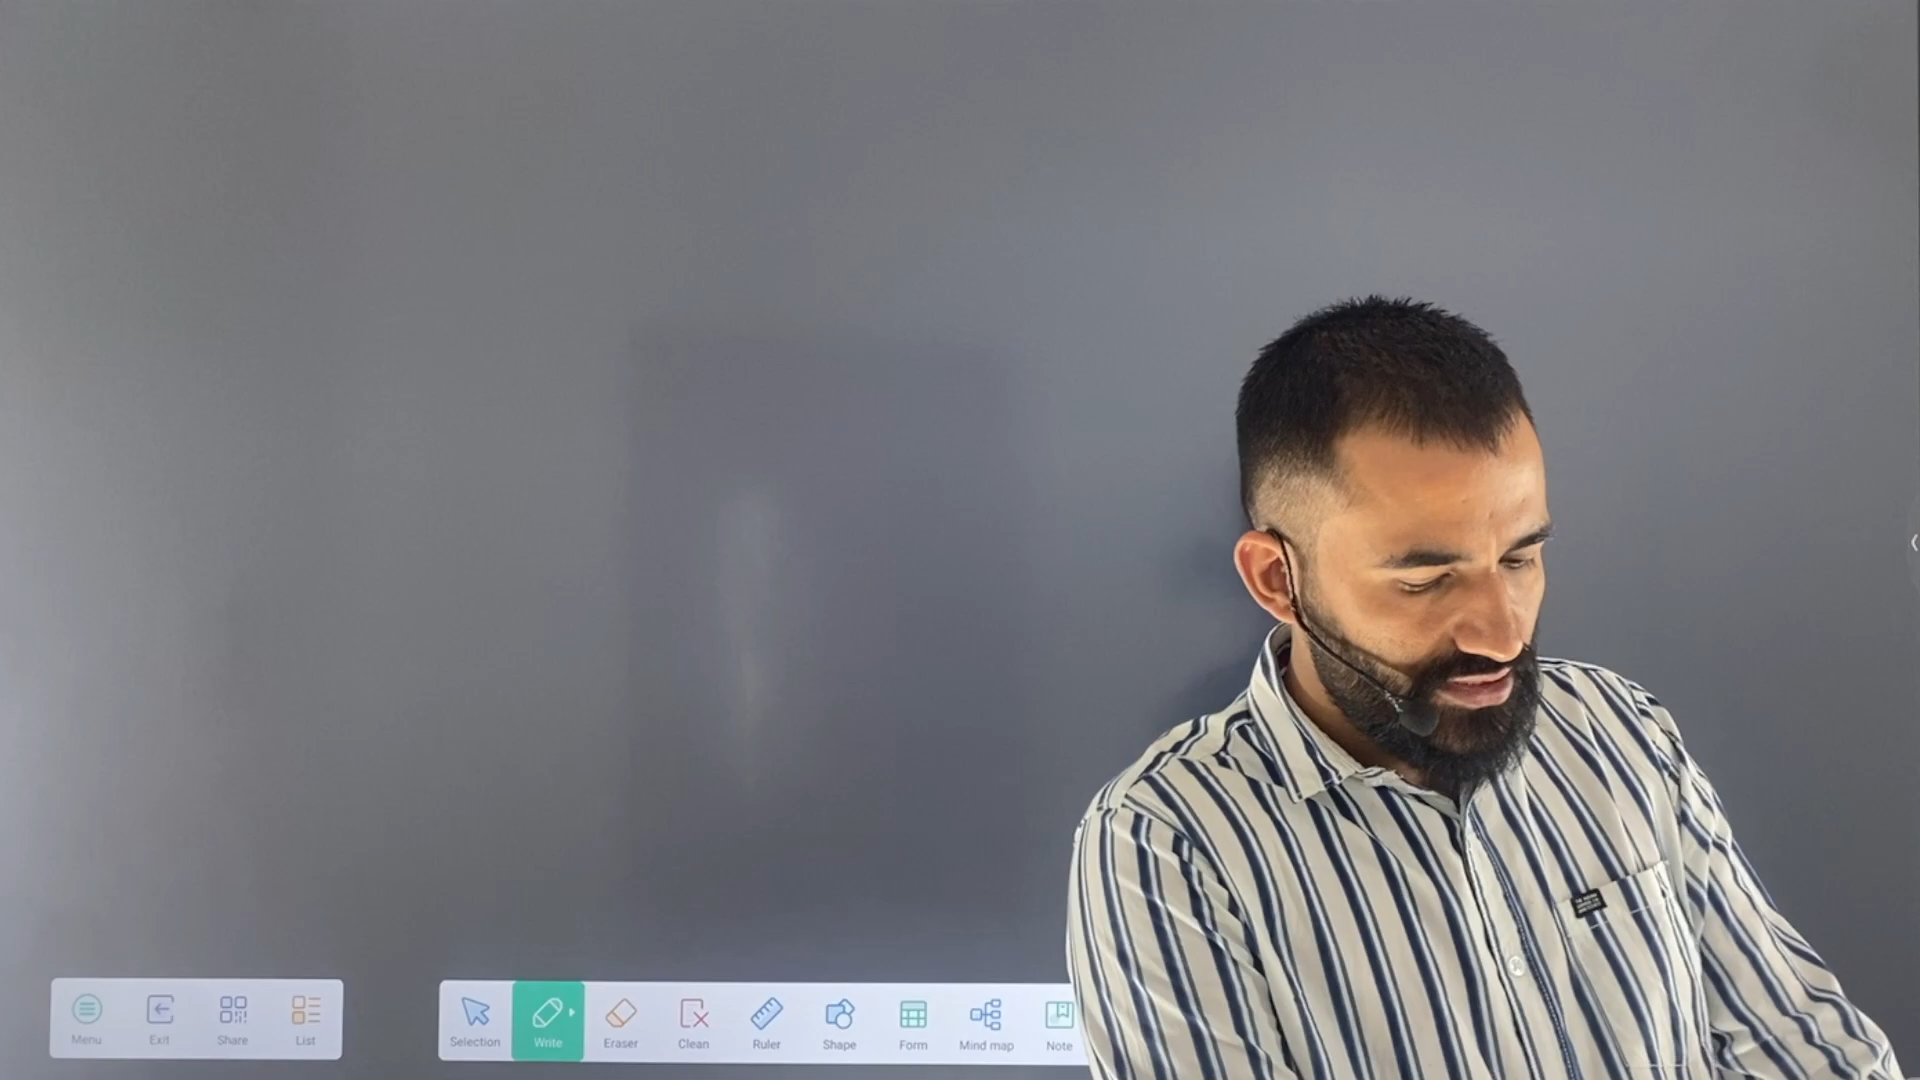 Menu Exit Share List
Selection Write Eraser Clean Ruler Shape Form Mind map Note